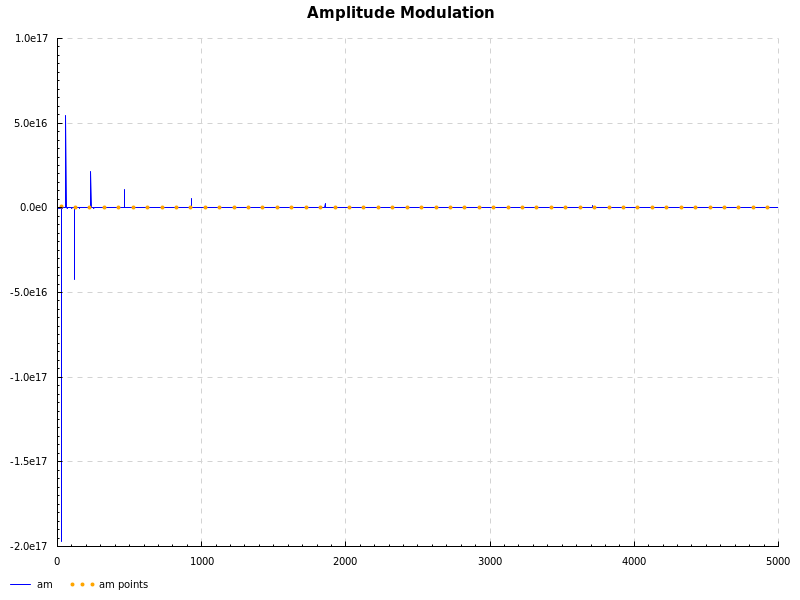 Amplitude Modulation
1.0e17
5.0e16
0.0e0
-5.0e16
-1.0e17
-1.5e17
-2.0e17
0 1000 2000 3000 4000 5000
am am points